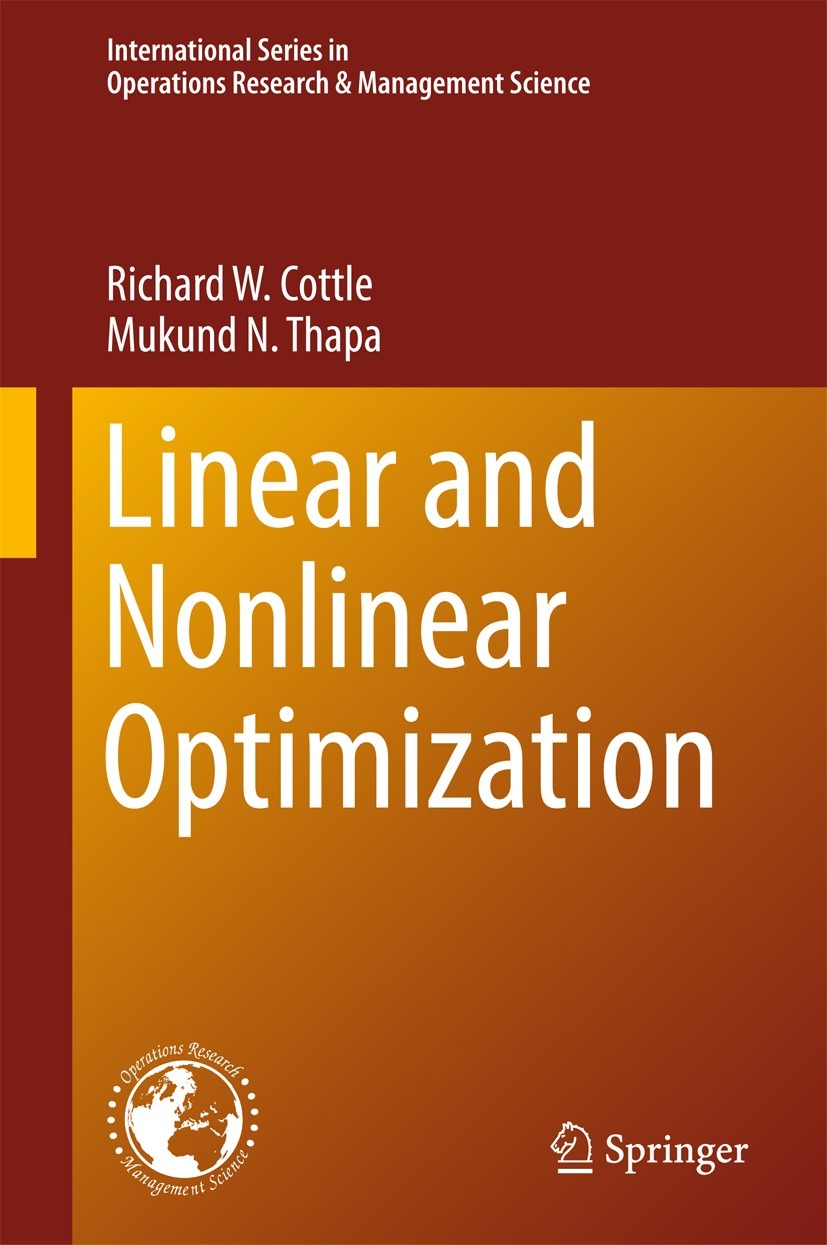 International Series in
Operations Research & Management Science
Richard W. Cottle
Mukund N. Thapa
Linear and
Nonlinear
Optimization
Operations Research
Management Science
Springer